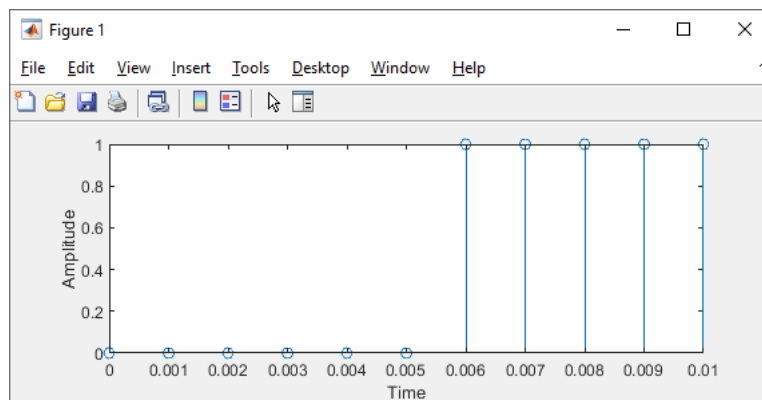 Figure 1
File Edit View Insert Tools Desktop Window Help
1
0.8
0.6
0.4
0.2
0
Amplitude
0 0.001 0.002 0.003 0.004 0.005 0.006 0.007 0.008 0.009 0.01
Time